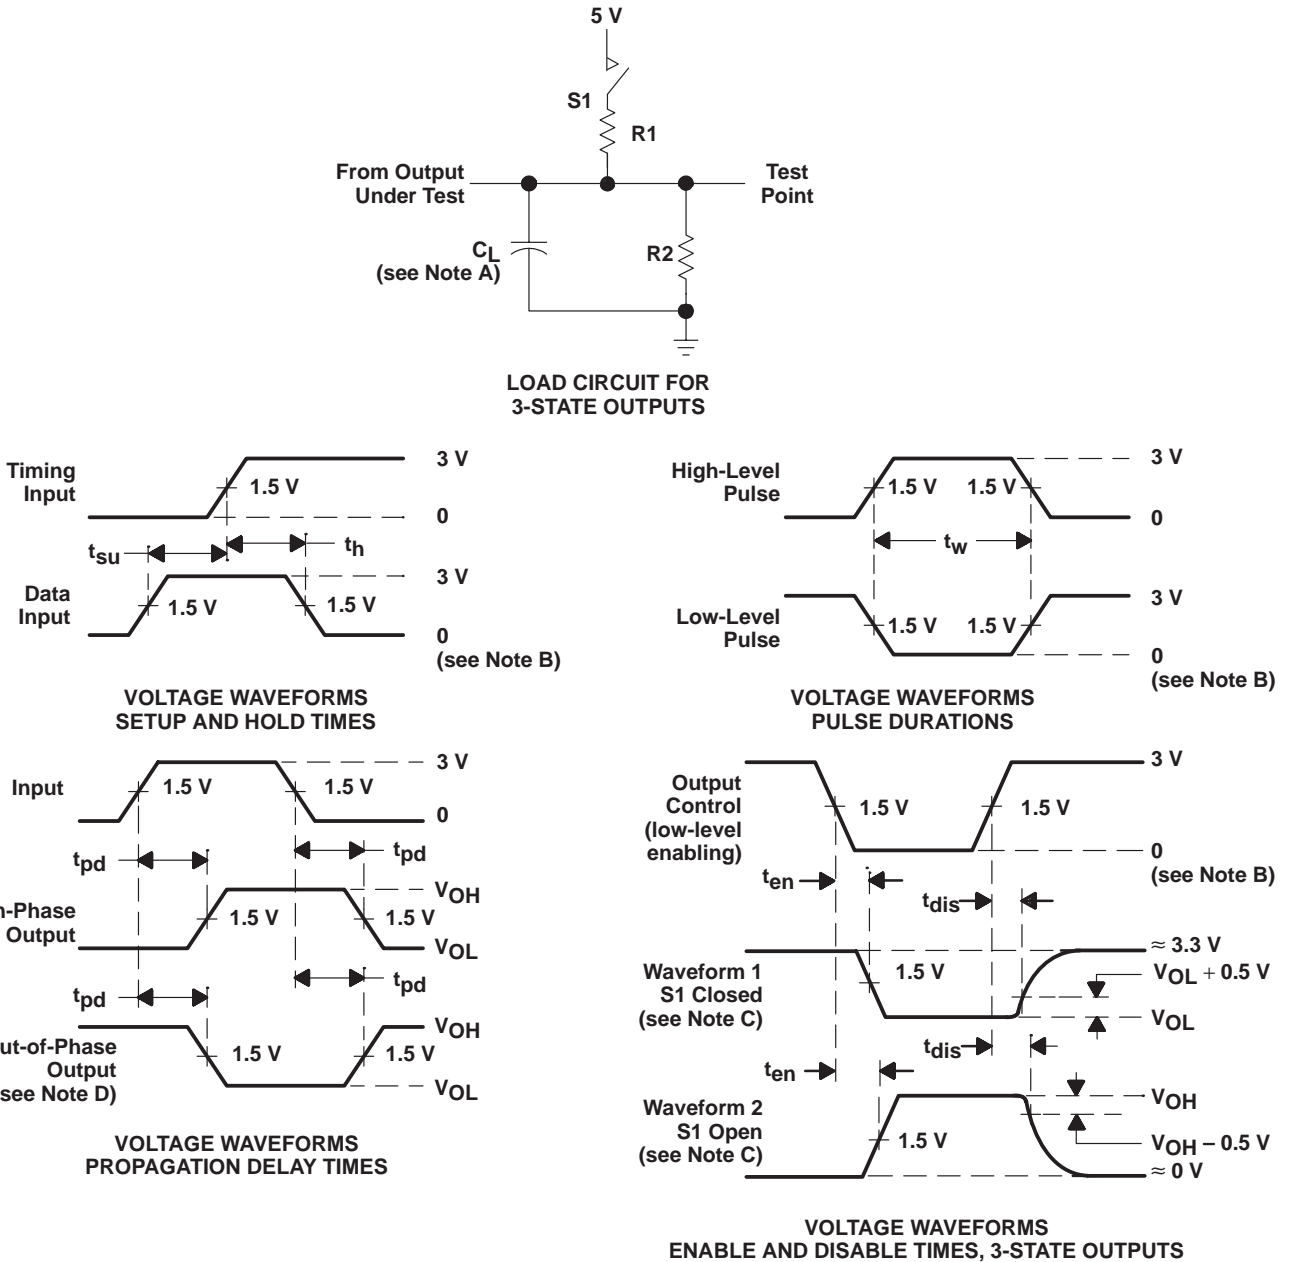 5 V
S1
R1
From Output
Under Test
Test
Point
CL
(see Note A)
R2
LOAD CIRCUIT FOR
3-STATE OUTPUTS
Timing
Input
1.5 V
3 V
0
tsu
th
Data
Input
1.5 V
1.5 V
3 V
0
(see Note B)
VOLTAGE WAVEFORMS
SETUP AND HOLD TIMES
High-Level
Pulse
1.5 V
1.5 V
3 V
0
tw
Low-Level
Pulse
1.5 V
1.5 V
3 V
0
(see Note B)
VOLTAGE WAVEFORMS
PULSE DURATIONS
Input
1.5 V
1.5 V
3 V
0
tpd
tpd
n-Phase
Output
1.5 V
1.5 V
VOH
VOL
tpd
tpd
ut-of-Phase
Output
see Note D)
1.5 V
1.5 V
VOH
VOL
VOLTAGE WAVEFORMS
PROPAGATION DELAY TIMES
Output
Control
(low-level
enabling)
1.5 V
1.5 V
3 V
0
(see Note B)
ten
tdis
Waveform 1
S1 Closed
(see Note C)
1.5 V
≈ 3.3 V
VOL + 0.5 V
VOL
ten
tdis
Waveform 2
S1 Open
(see Note C)
1.5 V
VOH
VOH – 0.5 V
≈ 0 V
VOLTAGE WAVEFORMS
ENABLE AND DISABLE TIMES, 3-STATE OUTPUTS